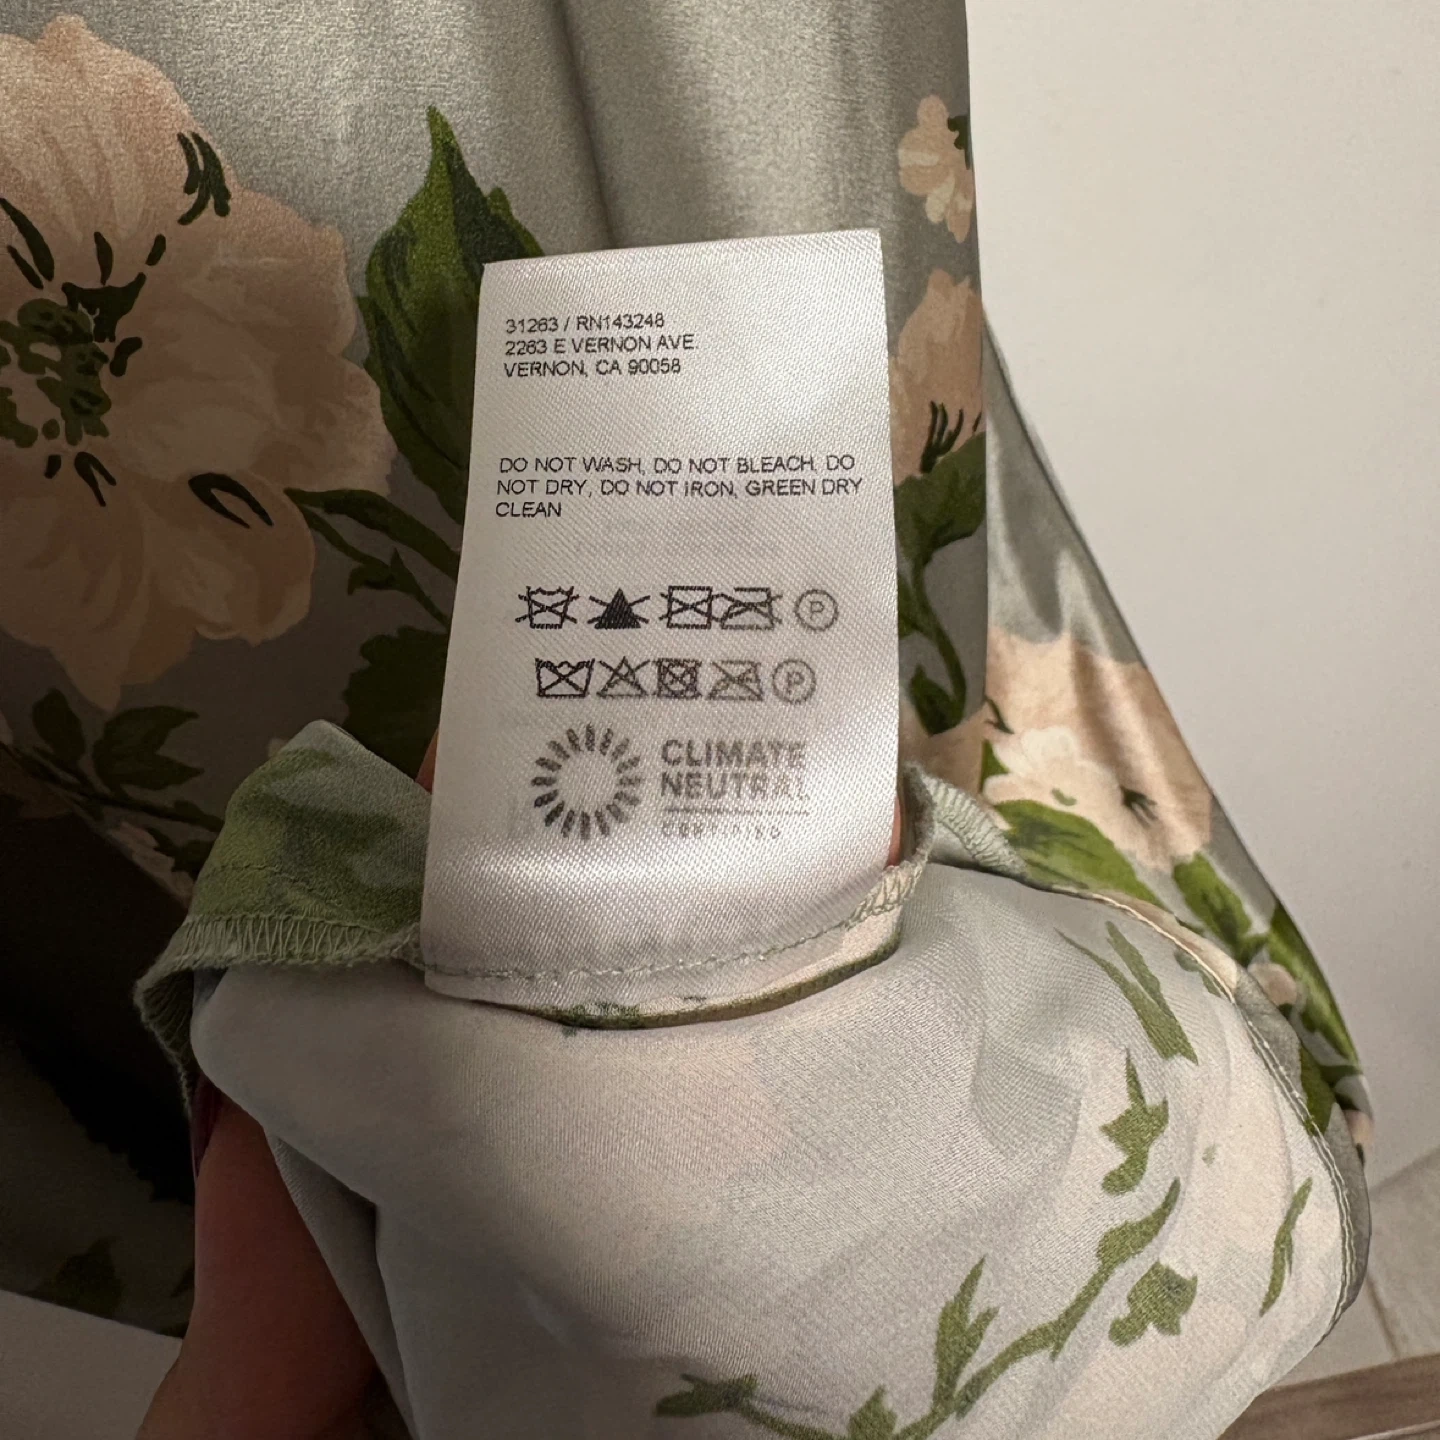 31263 / RN143248
2263 E VERNON AVE.
VERNON, CA 90058
DO NOT WASH, DO NOT BLEACH, DO
NOT DRY, DO NOT IRON, GREEN DRY
CLEAN
P
P
CLIMATE
NEUTRAL
CERTIFIED